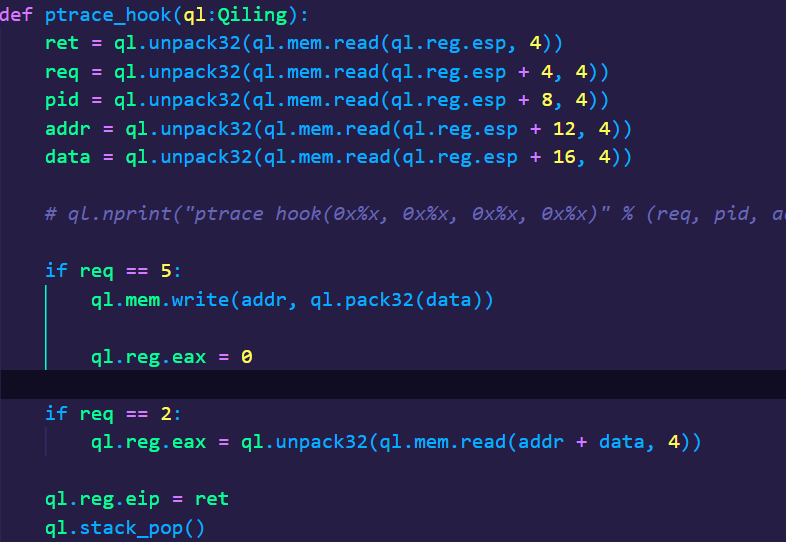 def ptrace_hook(ql:Qiling):
    ret = ql.unpack32(ql.mem.read(ql.reg.esp, 4))
    req = ql.unpack32(ql.mem.read(ql.reg.esp + 4, 4))
    pid = ql.unpack32(ql.mem.read(ql.reg.esp + 8, 4))
    addr = ql.unpack32(ql.mem.read(ql.reg.esp + 12, 4))
    data = ql.unpack32(ql.mem.read(ql.reg.esp + 16, 4))
    # ql.nprint("ptrace hook(0x%x, 0x%x, 0x%x, 0x%x)" % (req, pid,
    if req == 5:
        ql.mem.write(addr, ql.pack32(data))
        ql.reg.eax = 0
    if req == 2:
        ql.reg.eax = ql.unpack32(ql.mem.read(addr + data, 4))
    ql.reg.eip = ret
    ql.stack_pop()